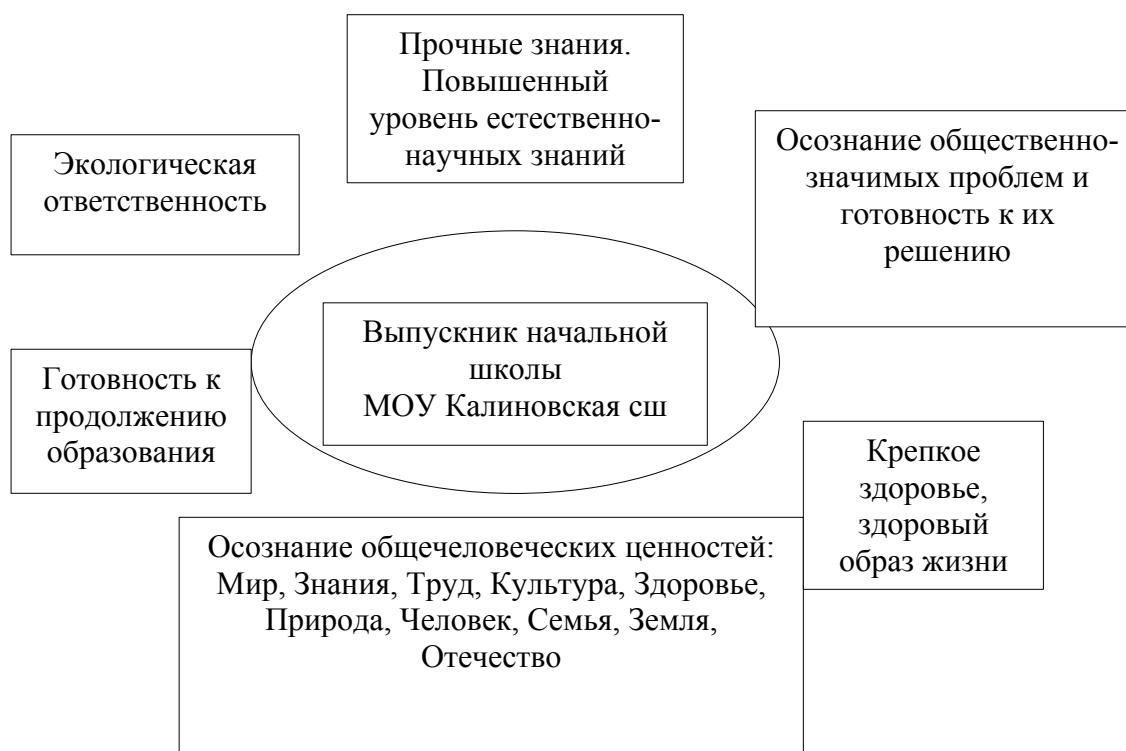 Прочные знания.
Повышенный
уровень естественно-
научных знаний
Экологическая
ответственность
Осознание общественно-
значимых проблем и
готовность к их
решению
Выпускник начальной
школы
МОУ Калиновская сш
Готовность к
продолжению
образования
Крепкое
здоровье,
здоровый
образ жизни
Осознание общечеловеческих ценностей:
Мир, Знания, Труд, Культура, Здоровье,
Природа, Человек, Семья, Земля,
Отечество